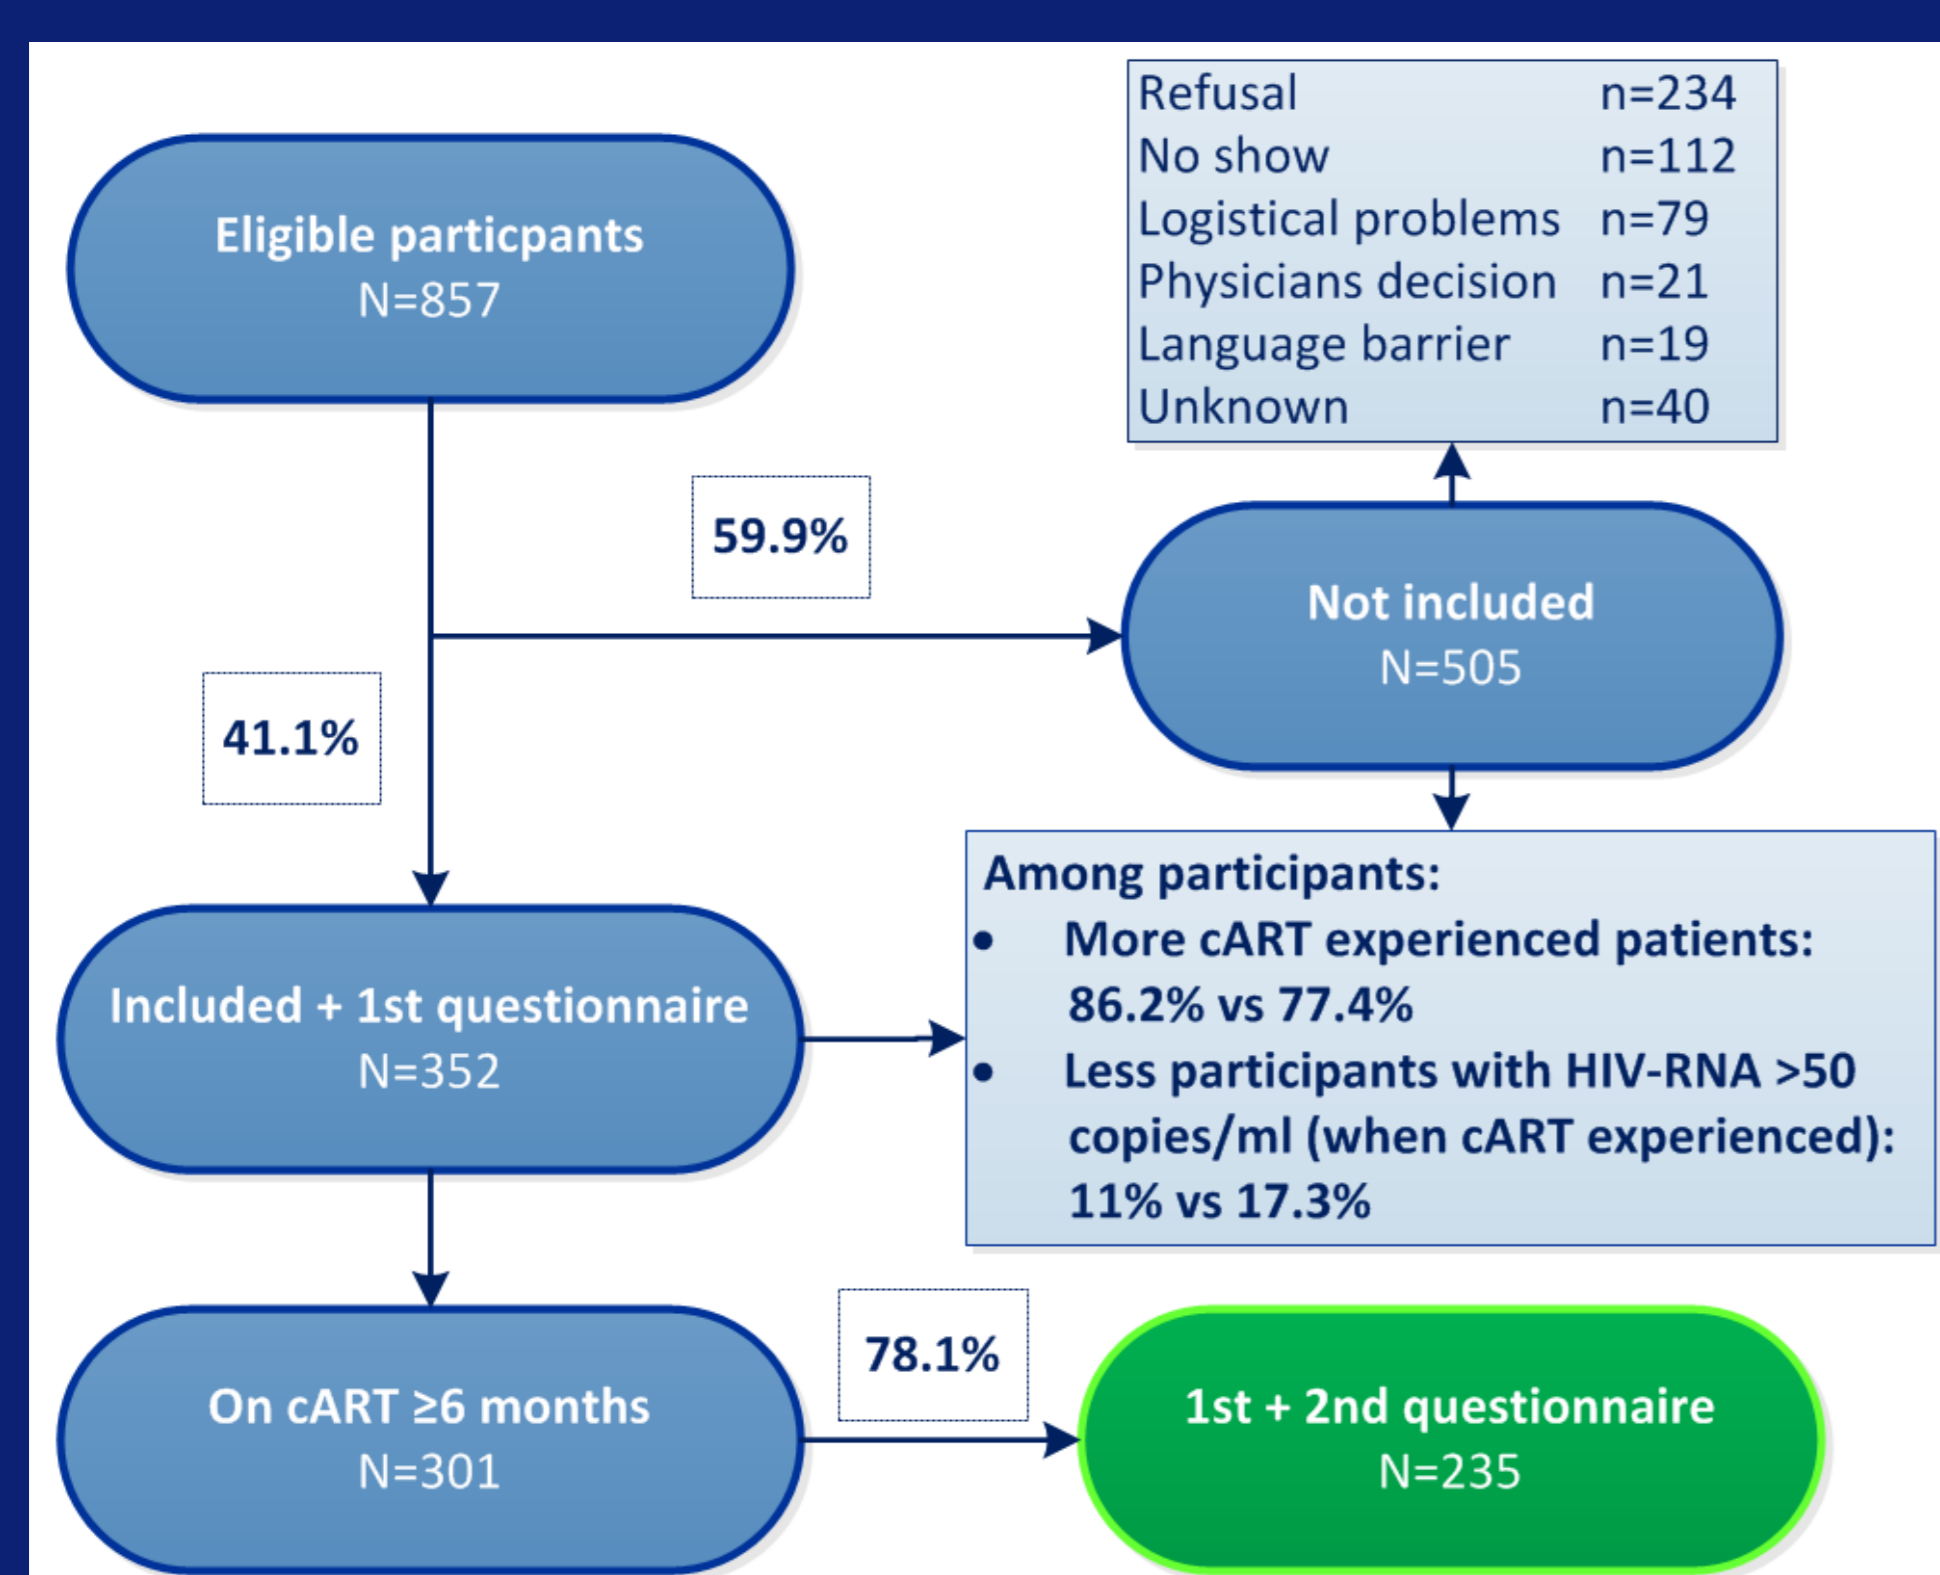 Eligible particpants
N=857
Refusal n=234
No show n=112
Logistical problems n=79
Physicians decision n=21
Language barrier n=19
Unknown n=40
59.9%
Not included
N=505
41.1%
Included + 1st questionnaire
N=352
Among participants:
• More cART experienced patients:
86.2% vs 77.4%
• Less participants with HIV-RNA >50
copies/ml (when cART experienced):
11% vs 17.3%
On cART ≥6 months
N=301
78.1%
1st + 2nd questionnaire
N=235